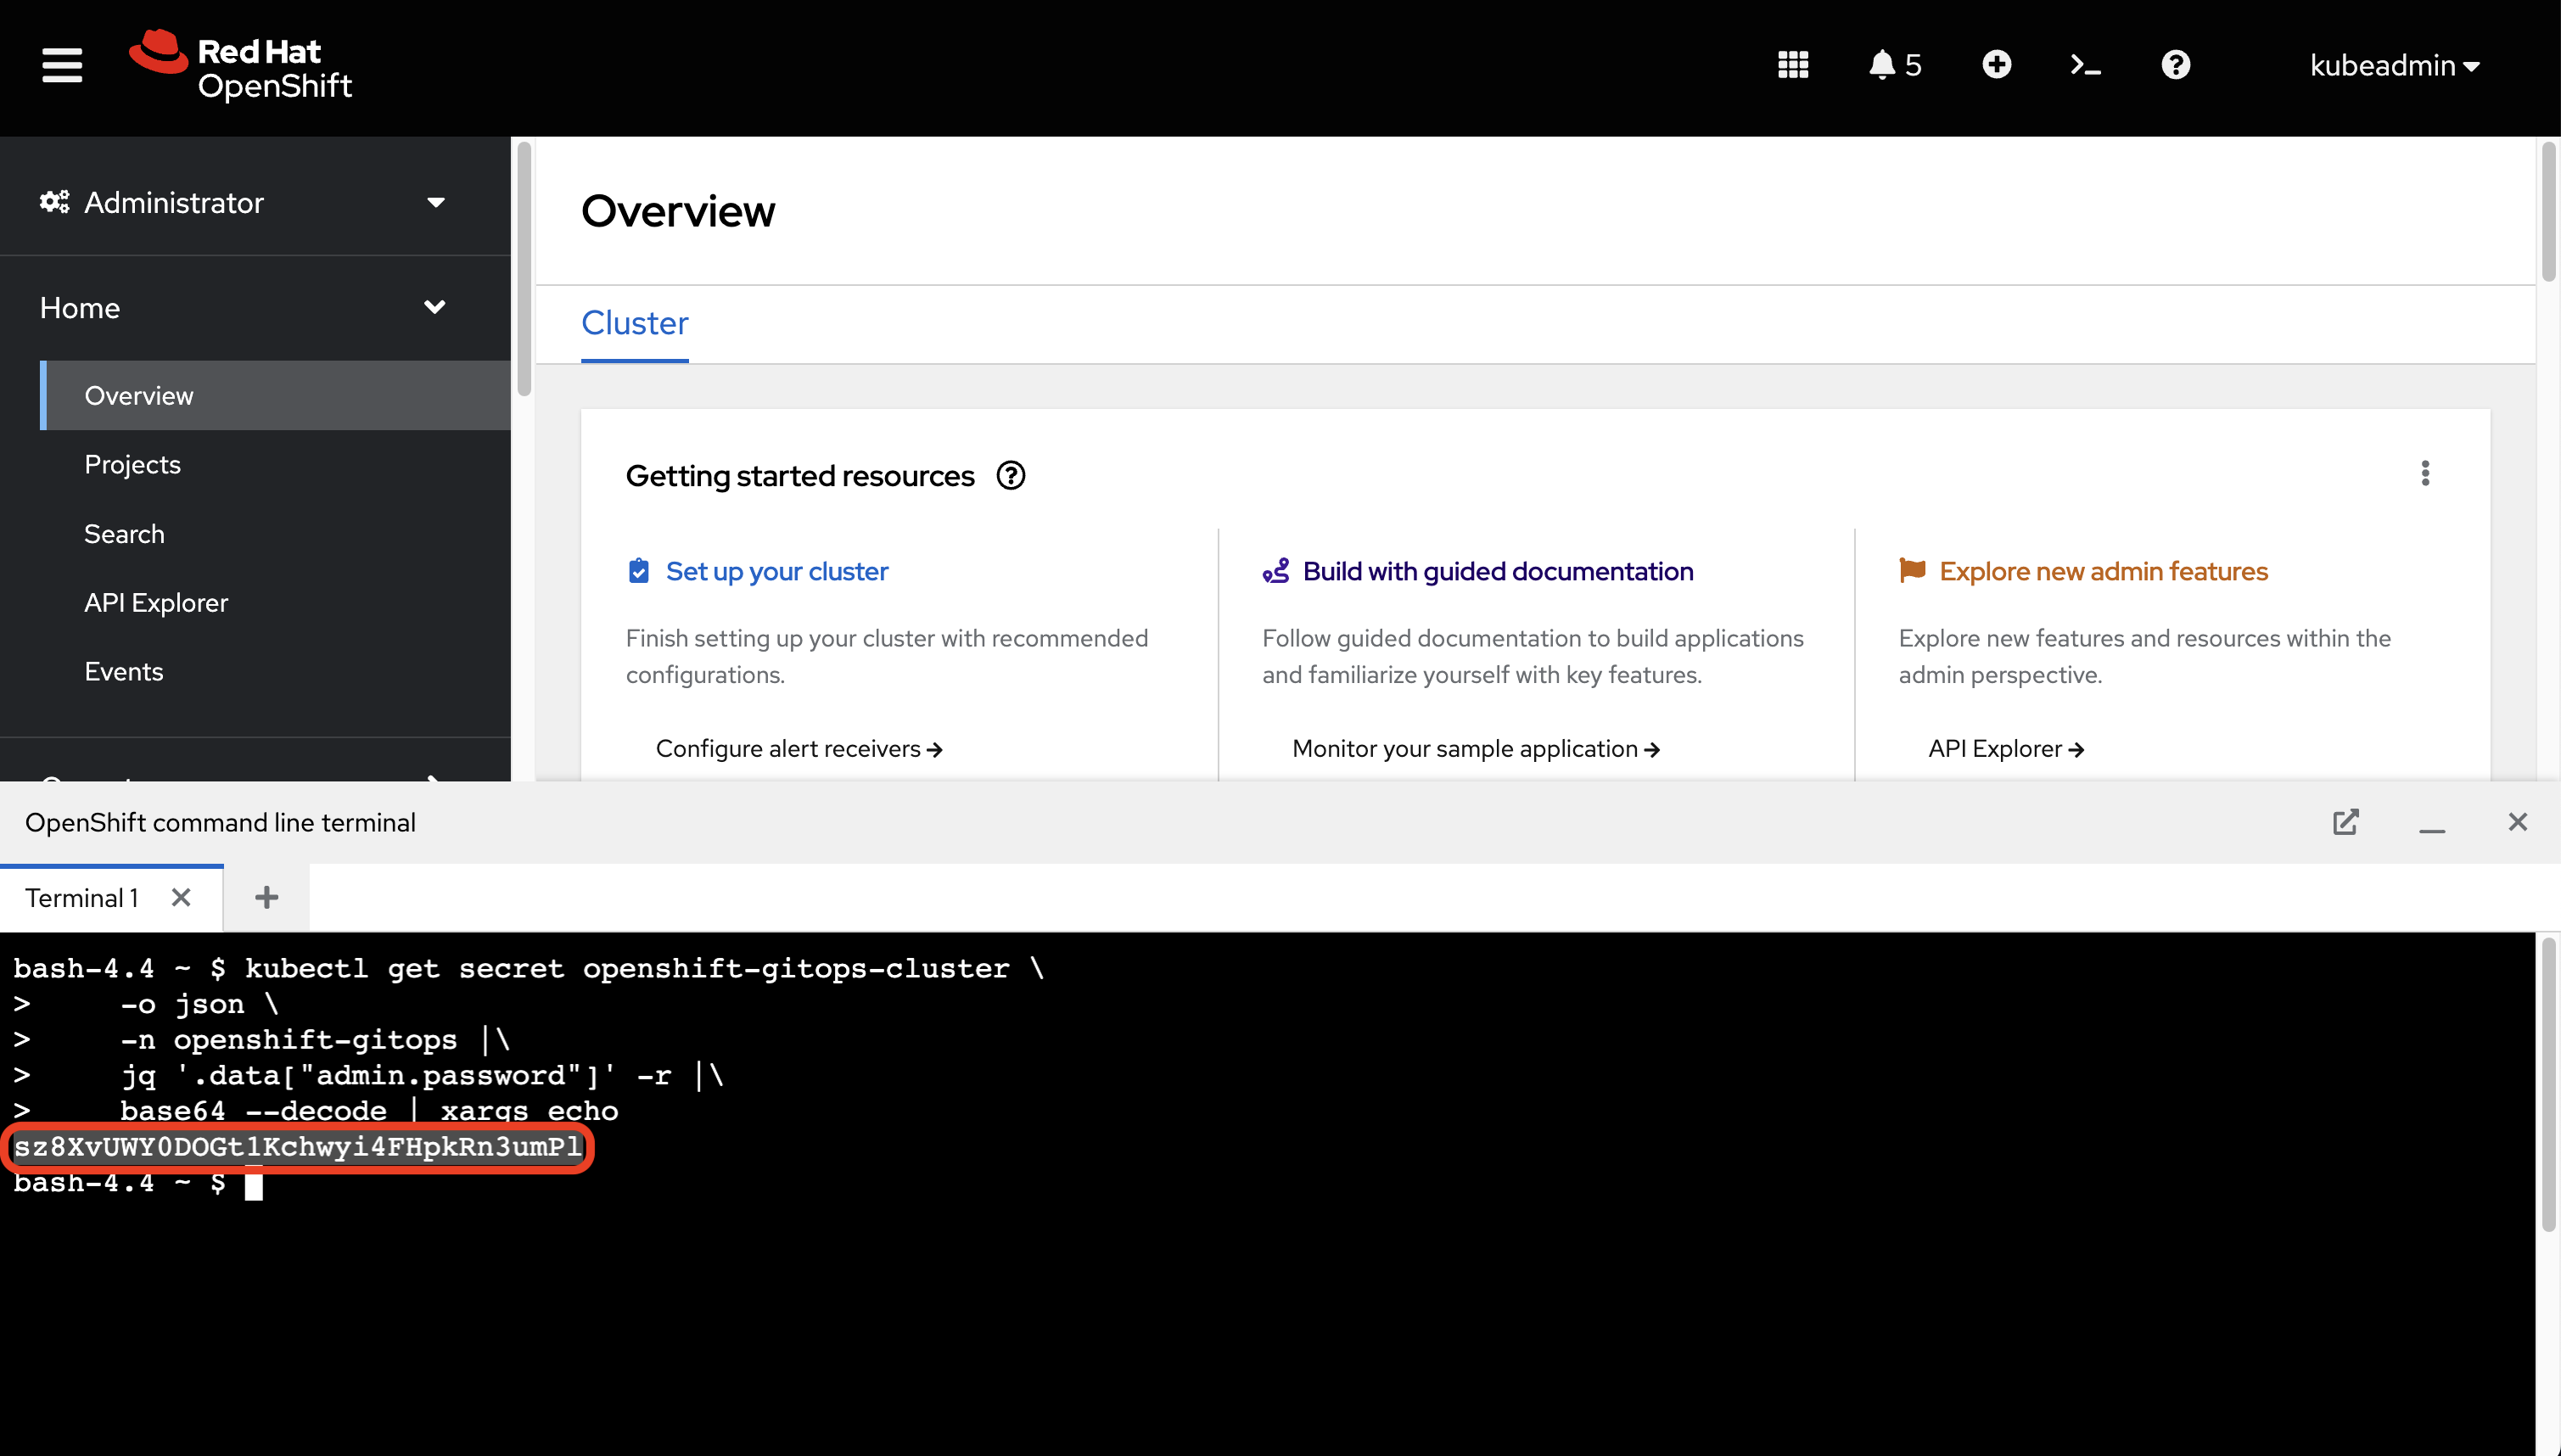 Red Hat
OpenShift
5
kubeadmin
Administrator
Home
Overview
Projects
Search
API Explorer
Events
Overview
Cluster
Getting started resources
Set up your cluster
Finish setting up your cluster with recommended
configurations.
Configure alert receivers
Build with guided documentation
Follow guided documentation to build applications
and familiarize yourself with key features.
Monitor your sample application
Explore new admin features
Explore new features and resources within the
admin perspective.
API Explorer
OpenShift command line terminal
Terminal 1
bash-4.4 ~ $ kubectl get secret openshift-gitops-cluster \
>     -o json \
>     -n openshift-gitops |\
>     jq '.data["admin.password"]' -r |\
>     base64 --decode | xargs echo
sz8XvUWY0DOGt1Kchwyi4FHpkRn3umPl
bash-4.4 ~ $